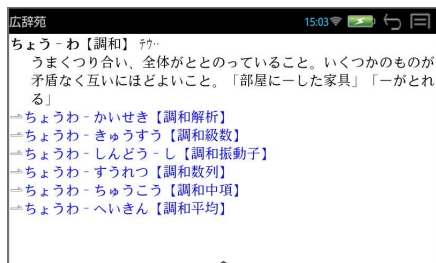 広辞苑 15:03
ちょう‐わ【調和】テウ‥
うまくつり合い、全体がととのっていること。いくつかのものが
矛盾なく互いにほどよいこと。「部屋に―した家具」「―がとれ
る」
ちょうわ‐かいせき【調和解析】
ちょうわ‐きゅうすう【調和級数】
ちょうわ‐しんどう‐し【調和振動子】
ちょうわ‐すうれつ【調和数列】
ちょうわ‐ちゅうこう【調和中項】
ちょうわ‐へいきん【調和平均】